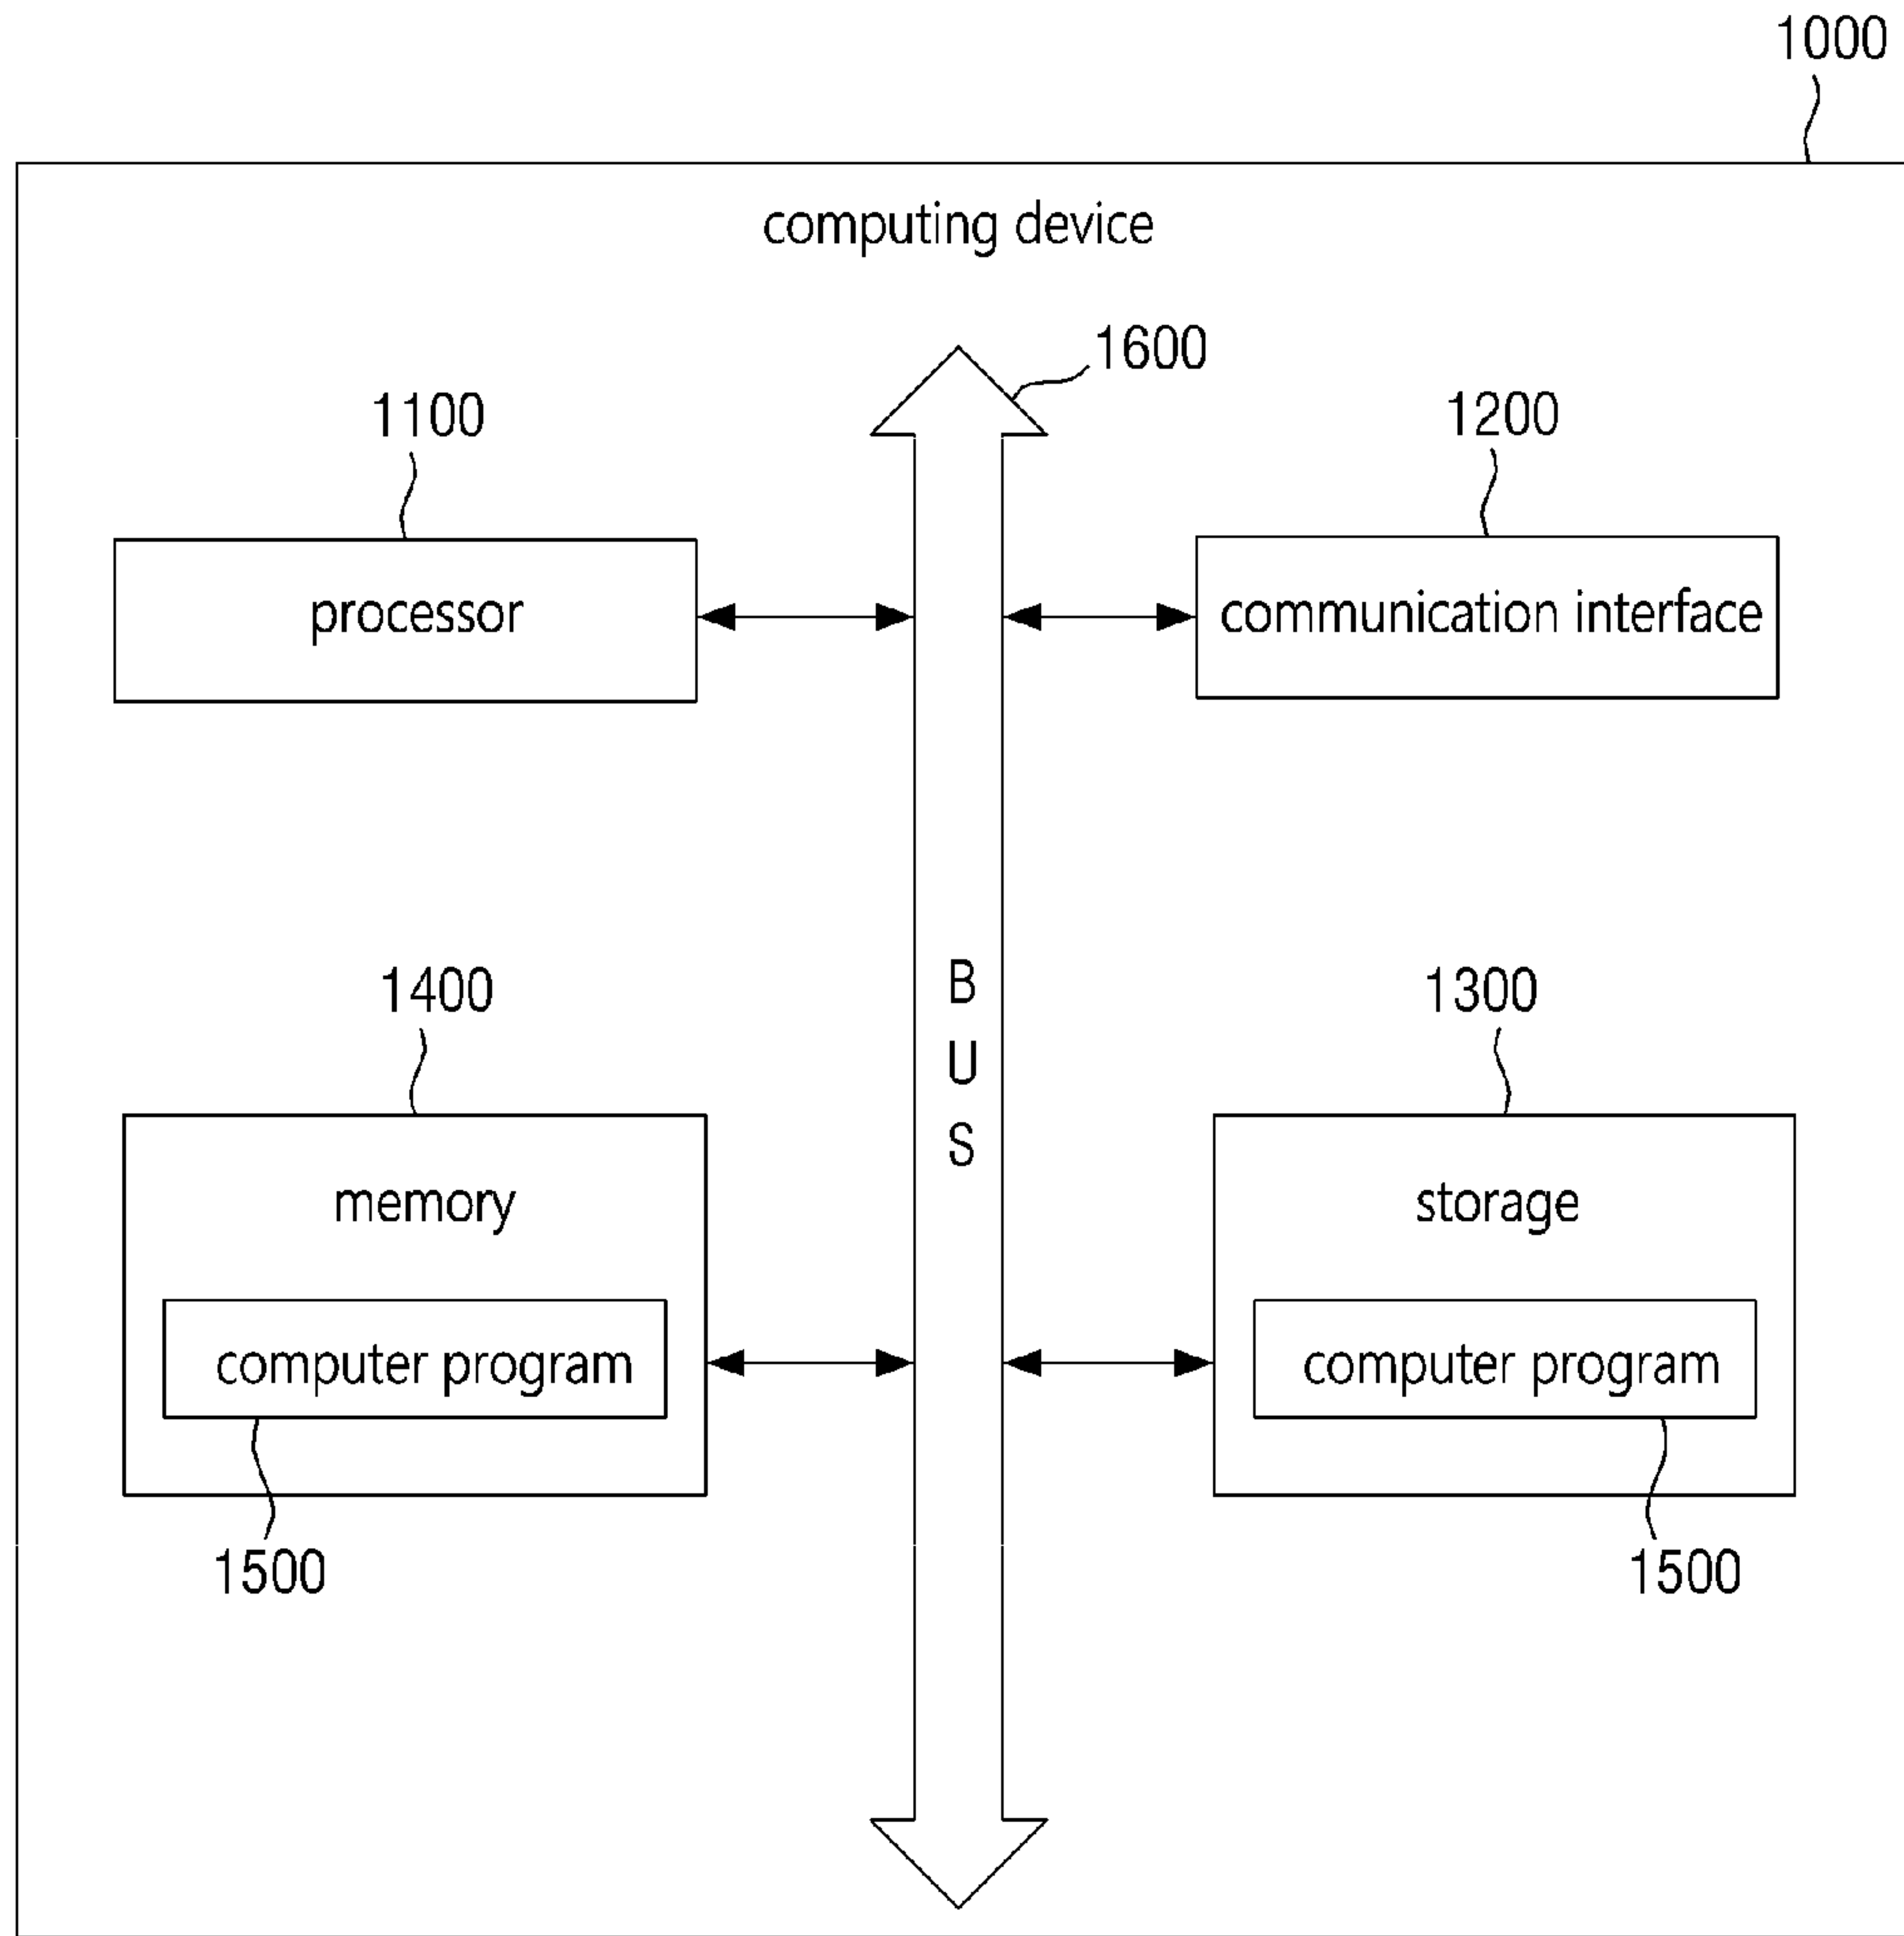 1000
computing device
1600
1100
1200
processor
communication interface
BUS
1400
1300
memory
storage
computer program
computer program
1500
1500